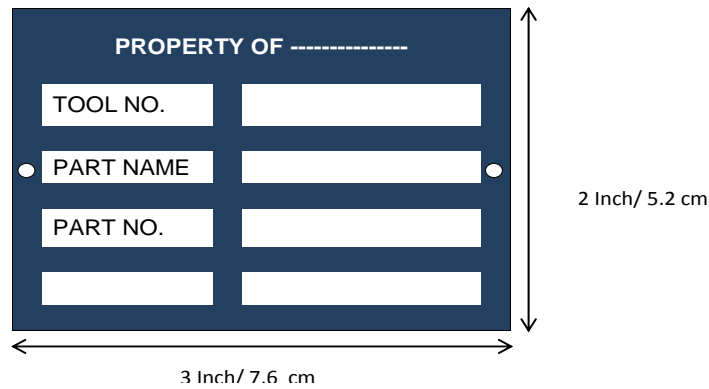 PROPERTY OF ---------------
TOOL NO.
PART NAME
PART NO.
2 Inch/ 5.2 cm
3 Inch/ 7.6 cm